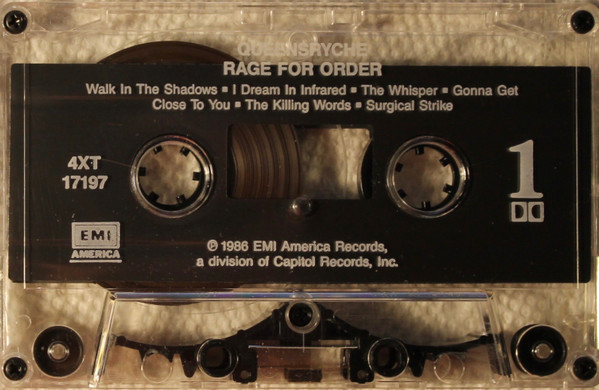 QUEENSRYCHE
RAGE FOR ORDER
Walk In The Shadows ▪ I Dream In Infrared ▪ The Whisper ▪ Gonna Get
Close To You ▪ The Killing Words ▪ Surgical Strike
4XT
17197
1
EMI
AMERICA
℗ 1986 EMI America Records,
a division of Capitol Records, Inc.